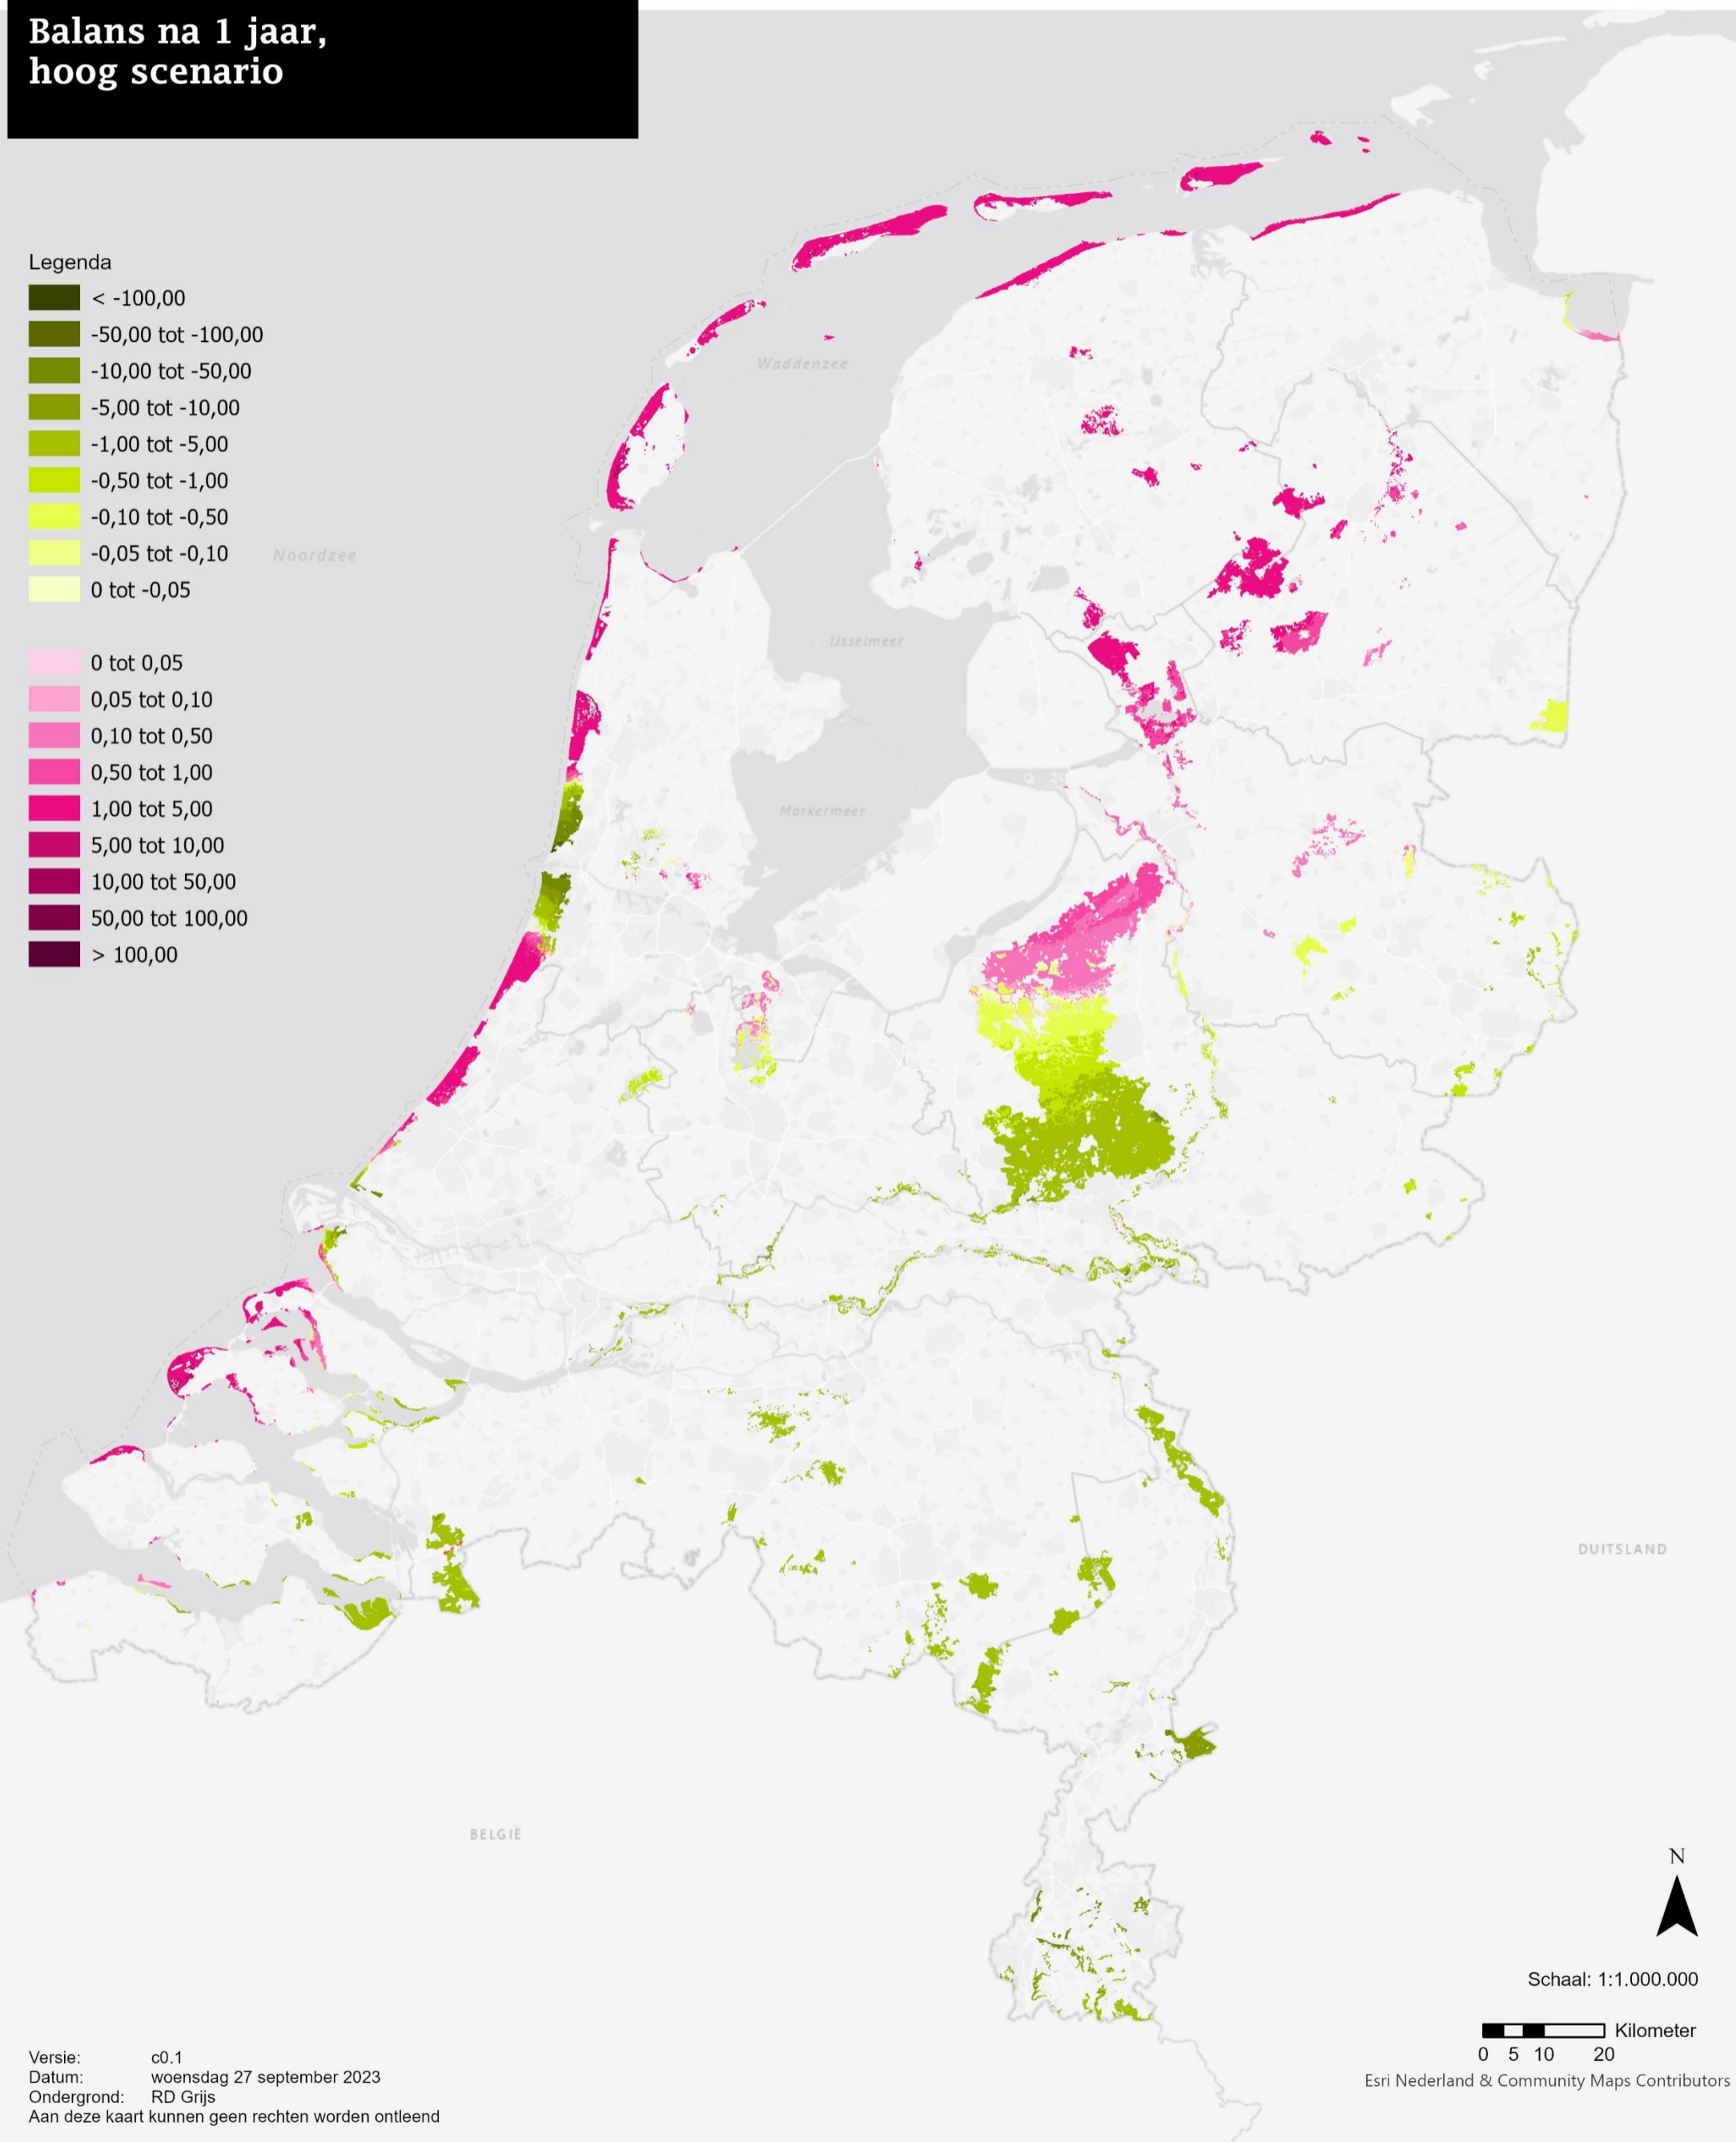 Balans na 1 jaar,
hoog scenario
Legenda
< -100,00
-50,00 tot -100,00
-10,00 tot -50,00
-5,00 tot -10,00
-1,00 tot -5,00
-0,50 tot -1,00
-0,10 tot -0,50
-0,05 tot -0,10
0 tot -0,05
0 tot 0,05
0,05 tot 0,10
0,10 tot 0,50
0,50 tot 1,00
1,00 tot 5,00
5,00 tot 10,00
10,00 tot 50,00
50,00 tot 100,00
> 100,00
Waddenzee
Noordzee
IJsselmeer
Markermeer
DUITSLAND
BELGIË
N
Schaal: 1:1.000.000
Kilometer
0 5 10 20
Esri Nederland & Community Maps Contributors
Versie: c0.1
Datum: woensdag 27 september 2023
Ondergrond: RD Grijs
Aan deze kaart kunnen geen rechten worden ontleend